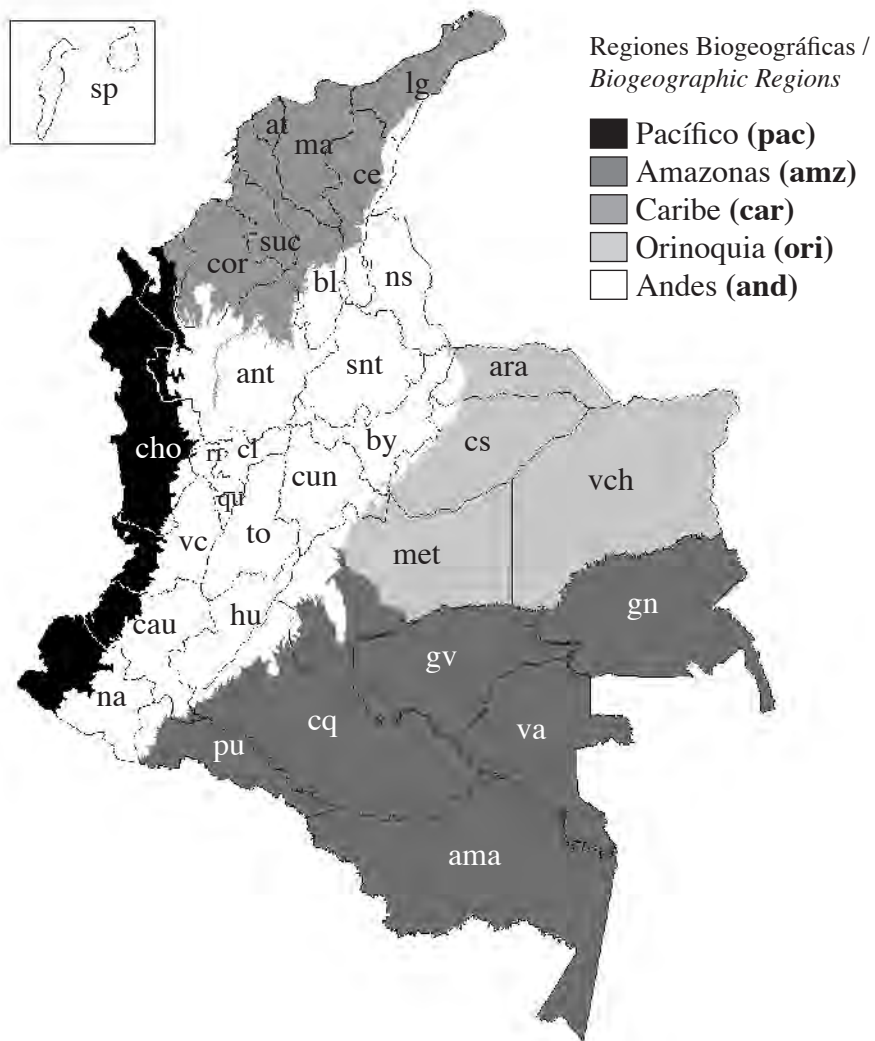 sp
Regiones Biogeográficas /
Biogeographic Regions
Pacífico (pac)
Amazonas (amz)
Caribe (car)
Orinoquia (ori)
Andes (and)
lg
at
ma
ce
suc
cor
bl
ns
ant
snt
ara
cho
ri
cl
by
cs
qu
cun
vch
vc
to
met
cau
hu
gn
gv
na
cq
va
pu
ama